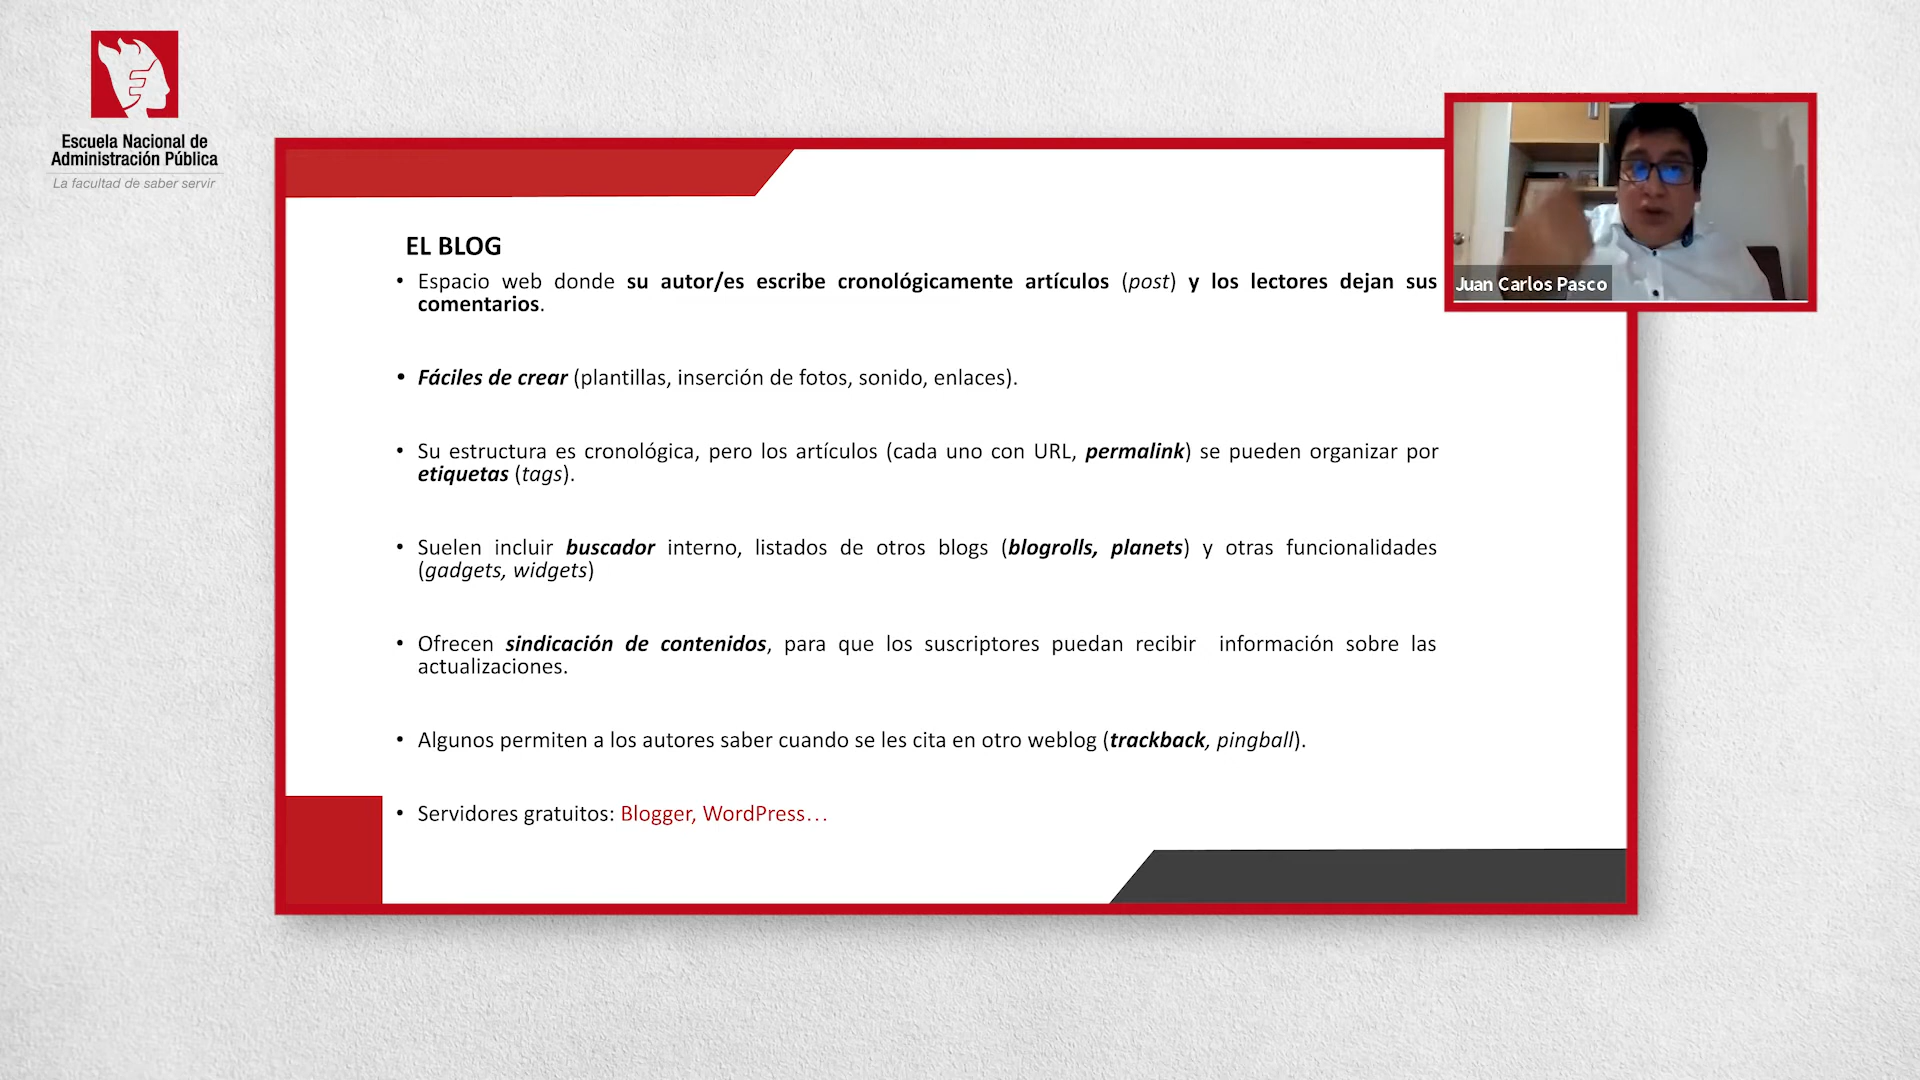 Escuela Nacional de
Administración Pública
La facultad de saber servir
EL BLOG
• Espacio web donde su autor/es escribe cronológicamente artículos (post) y los lectores dejan sus
comentarios.
• Fáciles de crear (plantillas, inserción de fotos, sonido, enlaces).
• Su estructura es cronológica, pero los artículos (cada uno con URL, permalink) se pueden organizar por
etiquetas (tags).
• Suelen incluir buscador interno, listados de otros blogs (blogrolls, planets) y otras funcionalidades
(gadgets, widgets)
• Ofrecen sindicación de contenidos, para que los suscriptores puedan recibir información sobre las
actualizaciones.
• Algunos permiten a los autores saber cuando se les cita en otro weblog (trackback, pingball).
• Servidores gratuitos: Blogger, WordPress...
Juan Carlos Pasco